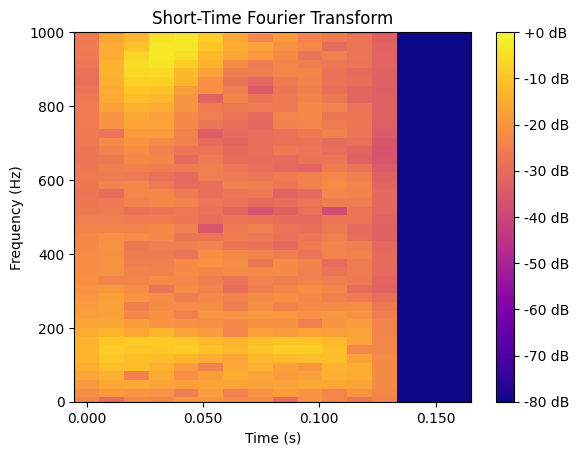 Short-Time Fourier Transform
1000
800
600
400
200
0
Frequency (Hz)
0.000
0.050
0.100
0.150
Time (s)
+0 dB
-10 dB
-20 dB
-30 dB
-40 dB
-50 dB
-60 dB
-70 dB
-80 dB